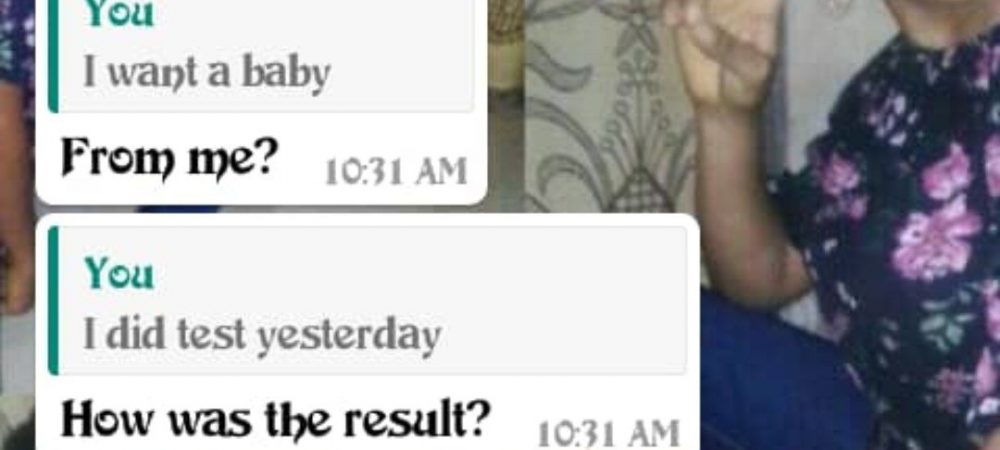 You
I want a baby
From me?
10:31 AM
You
I did test yesterday
How was the result?
10:31 AM